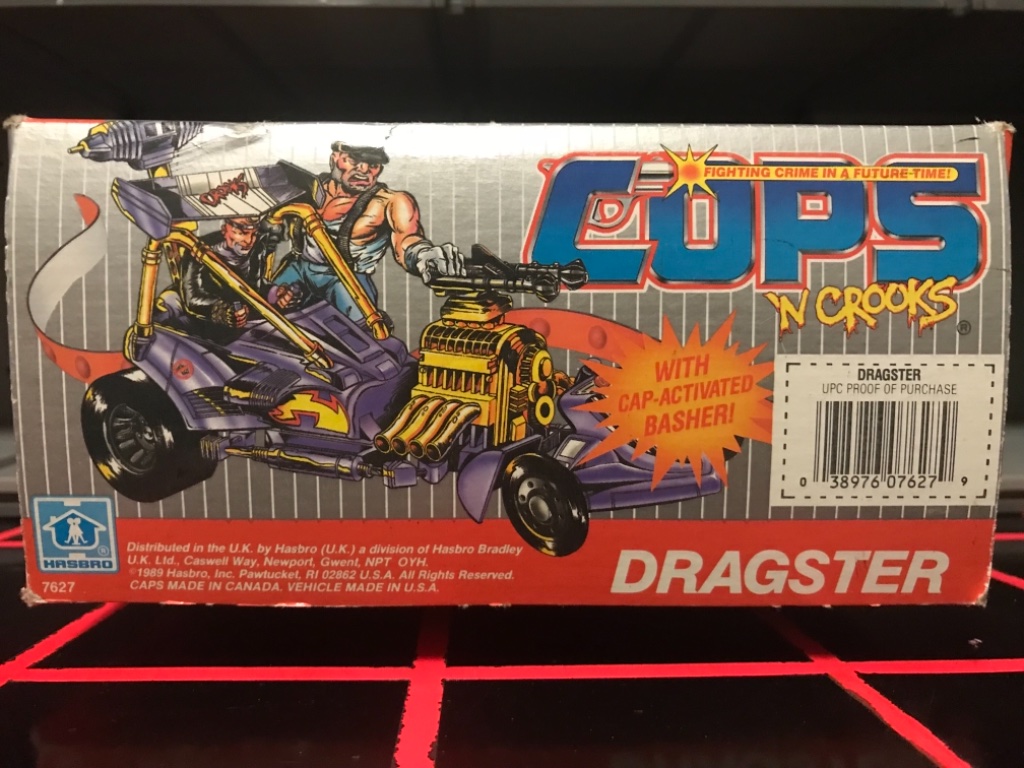 FIGHTING CRIME IN A FUTURE-TIME!
COPS
'N CROOKS®
CROOKS
WITH
CAP-ACTIVATED
BASHER!
DRAGSTER
UPC PROOF OF PURCHASE
0 38976 07627 9
HASBRO®
7627
Distributed in the U.K. by Hasbro (U.K.) a division of Hasbro Bradley
U.K. Ltd., Caswell Way, Newport, Gwent, NPT OYH.
©1989 Hasbro, Inc. Pawtucket, RI 02862 U.S.A. All Rights Reserved.
CAPS MADE IN CANADA. VEHICLE MADE IN U.S.A.
DRAGSTER